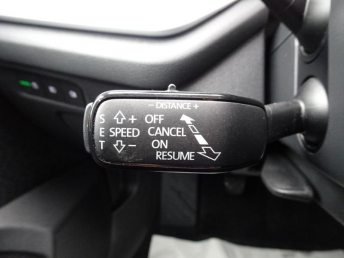 − DISTANCE +
S + OFF
E SPEED CANCEL
T − ON
RESUME